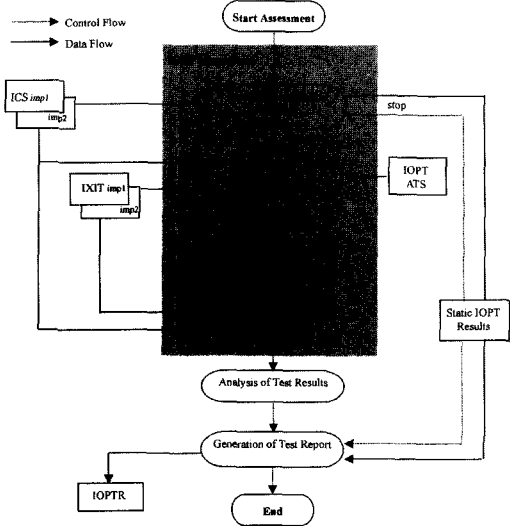 Start Assessment
Control Flow
Data Flow
ICS imp1
imp2
stop
IXIT imp1
imp2
IOPT
ATS
Static IOPT
Results
Analysis of Test Results
Generation of Test Report
IOPTR
End